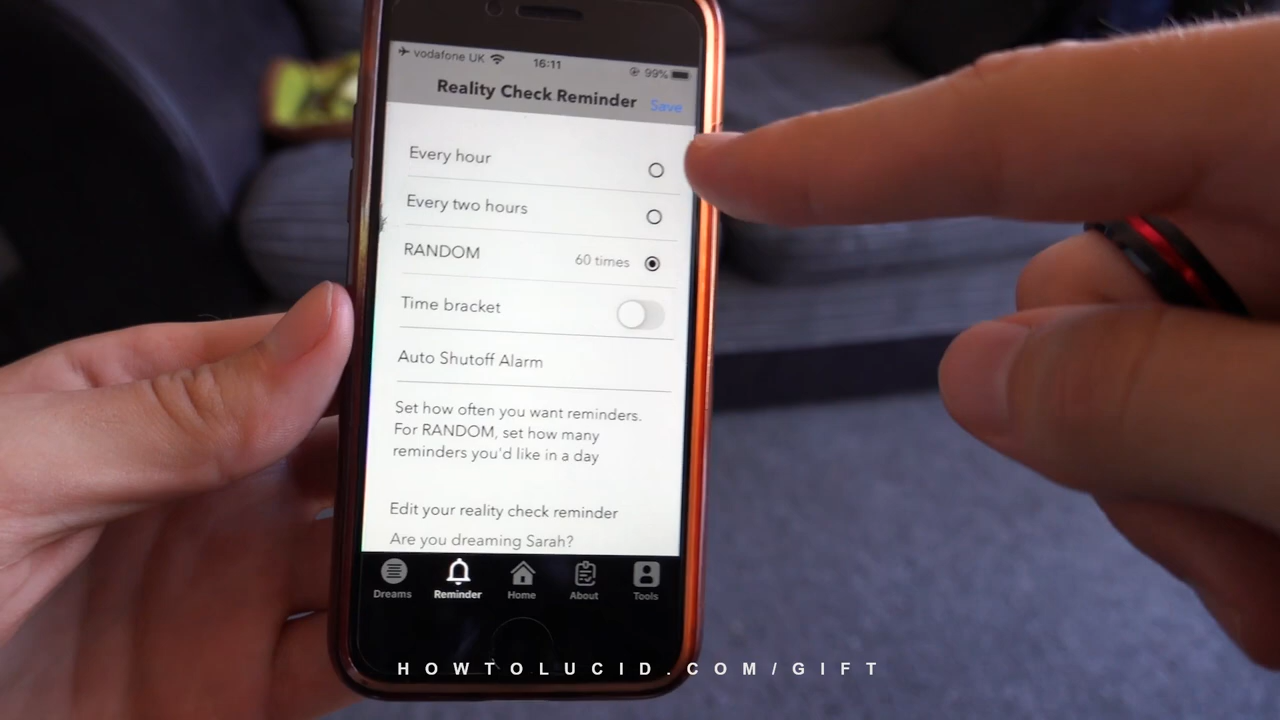 vodafone UK 16:11 99%
Reality Check Reminder Save
Every hour
Every two hours
RANDOM 60 times
Time bracket
Auto Shutoff Alarm
Set how often you want reminders.
For RANDOM, set how many
reminders you'd like in a day
Edit your reality check reminder
Are you dreaming Sarah?
Dreams Reminder Home About Tools
HOWTOLUCID.COM/GIFT